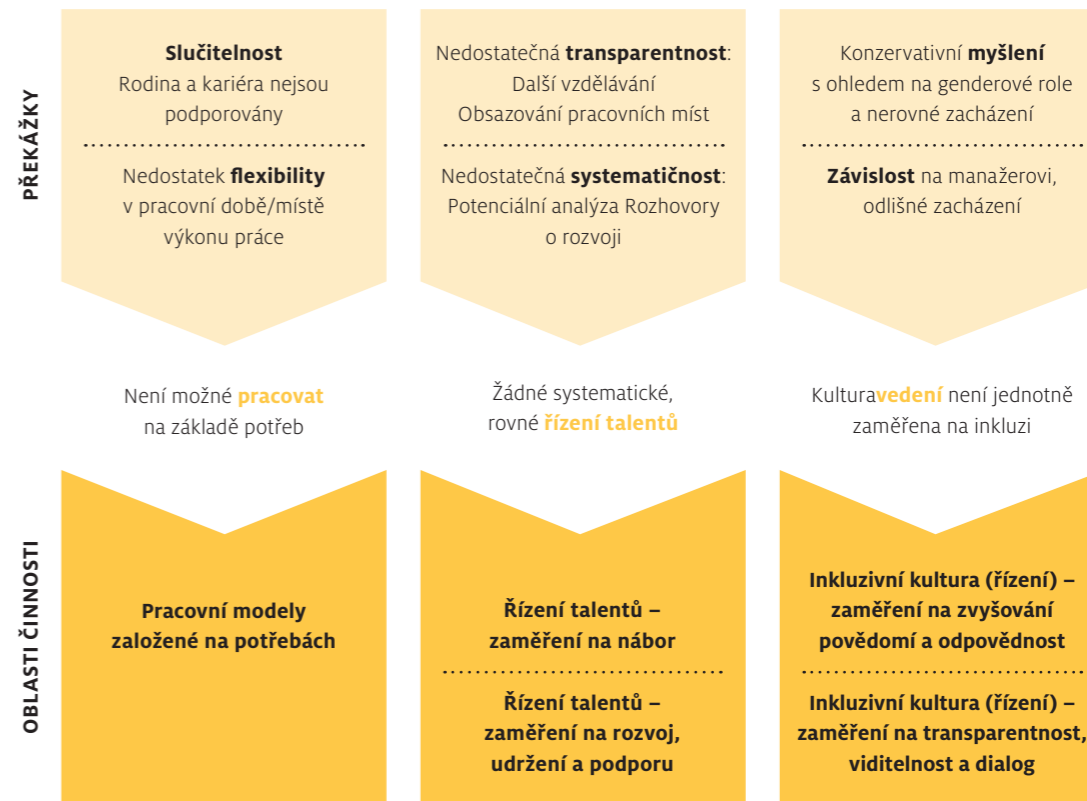 PŘEKÁŽKY
Slučitelnost
Rodina a kariéra nejsou
podporovány
Nedostatek flexibility
v pracovní době/místě
výkonu práce
Nedostatečná transparentnost:
Další vzdělávání
Obsazování pracovních míst
Nedostatečná systematičnost:
Potenciální analýza Rozhovory
o rozvoji
Konzervativní myšlení
s ohledem na genderové role
a nerovné zacházení
Závislost na manažerovi,
odlišné zacházení
Není možné pracovat
na základě potřeb
Žádné systematické,
rovné řízení talentů
Kulturavedení není jednotně
zaměřena na inkluzi
OBLASTI ČINNOSTI
Pracovní modely
založené na potřebách
Řízení talentů –
zaměření na nábor
Řízení talentů –
zaměření na rozvoj,
udržení a podporu
Inkluzivní kultura (řízení) –
zaměření na zvyšování
povědomí a odpovědnost
Inkluzivní kultura (řízení) –
zaměření na transparentnost,
viditelnost a dialog